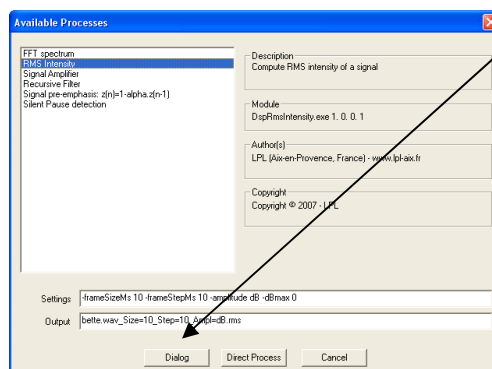 Available Processes
FFT spectrum
RMS Intensity
Signal Amplifier
Recursive Filter
Signal pre-emphasis: z(n)=1-alpha.z(n-1)
Silent Pause detection
Description
Compute RMS intensity of a signal
Module
DspRmsIntensity.exe 1. 0. 0. 1
Author(s)
LPL (Aix-en-Provence, France) - www.lpl-aix.fr
Copyright
Copyright © 2007 - LPL
Settings -frameSizeMs 10 -frameStepMs 10 -amplitude dB -dBmax 0
Output bette.wav_Size=10_Step=10_Ampl=dB.rms
Dialog Direct Process Cancel